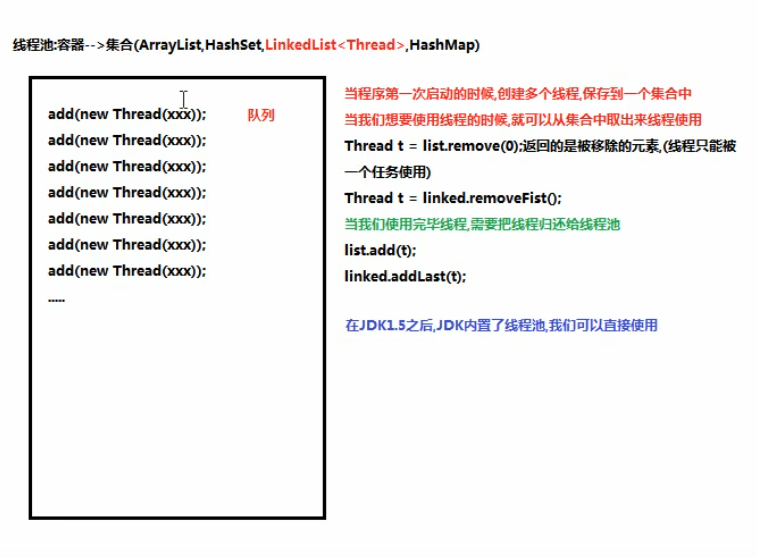 线程池:容器-->集合(ArrayList,HashSet,LinkedList<Thread>,HashMap)
add(new Thread(xxx)); 队列
add(new Thread(xxx));
add(new Thread(xxx));
add(new Thread(xxx));
add(new Thread(xxx));
add(new Thread(xxx));
add(new Thread(xxx));
.....
当程序第一次启动的时候,创建多个线程,保存到一个集合中
当我们想要使用线程的时候,就可以从集合中取出来线程使用
Thread t = list.remove(0);返回的是被移除的元素,(线程只能被
一个任务使用)
Thread t = linked.removeFist();
当我们使用完毕线程,需要把线程归还给线程池
list.add(t);
linked.addLast(t);
在JDK1.5之后,JDK内置了线程池,我们可以直接使用